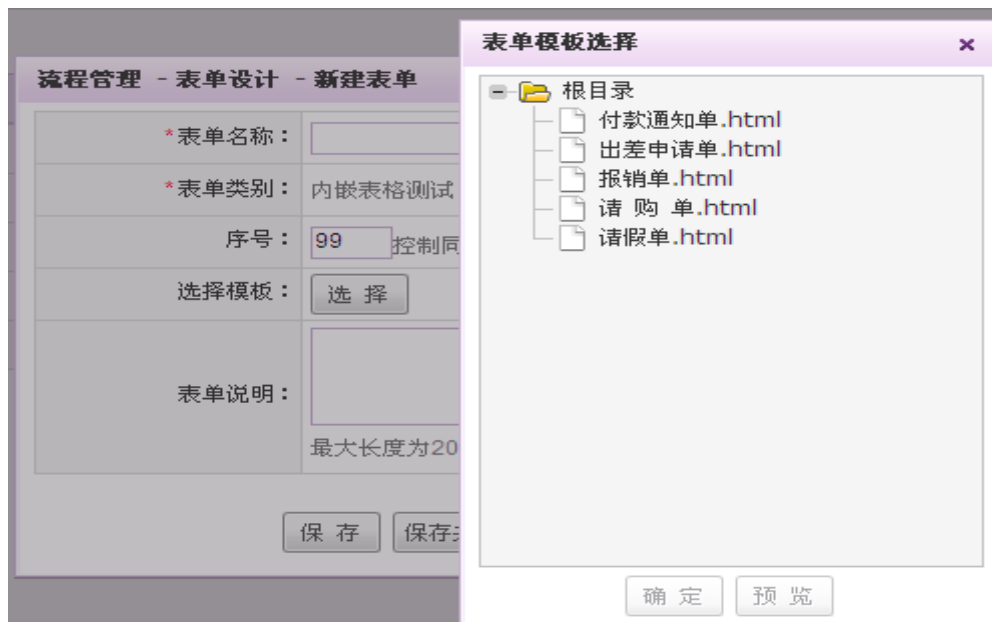 流程管理 - 表单设计 - 新建表单
*表单名称：
*表单类别： 内嵌表格测试
序号： 99 控制同
选择模板： 选 择
表单说明：
最大长度为20
保 存 保存
表单模板选择 ×
根目录
付款通知单.html
出差申请单.html
报销单.html
请 购 单.html
请假单.html
确 定 预 览